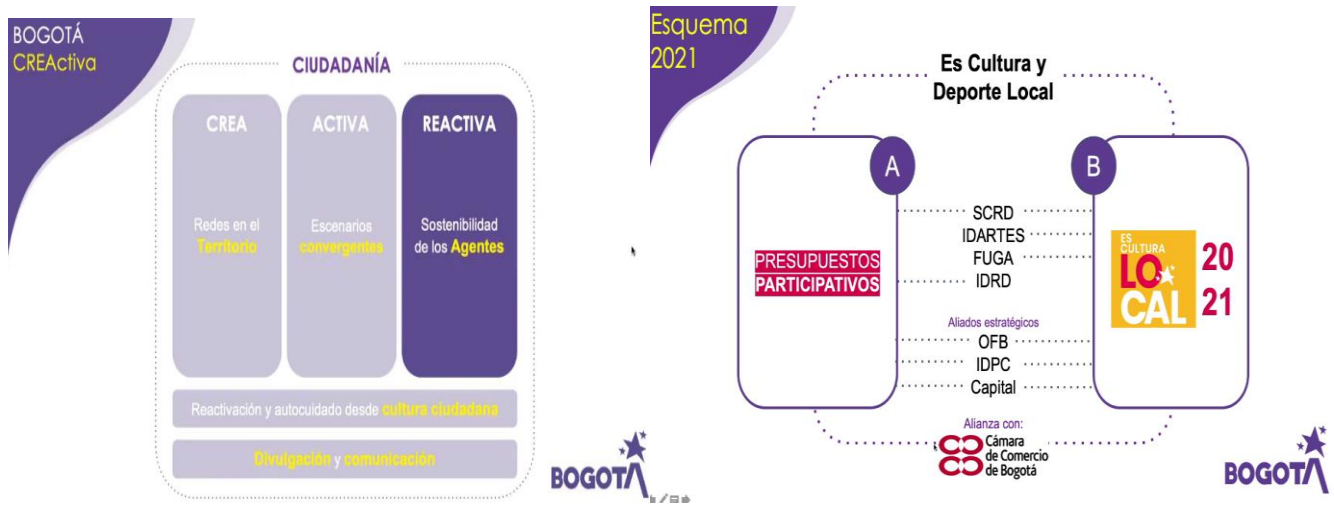 BOGOTÁ
CREActiva
CIUDADANÍA
CREA
Redes en el
Territorio
ACTIVA
Escenarios
convergentes
REACTIVA
Sostenibilidad
de los Agentes
Reactivación y autocuidado desde cultura ciudadana
Divulgación y comunicación
BOGOTÁ
Esquema
2021
Es Cultura y
Deporte Local
A
B
PRESUPUESTOS
PARTICIPATIVOS
SCRD
IDARTES
FUGA
IDRD
Aliados estratégicos
OFB
IDPC
Capital
ES
CULTURA
LO
CAL
20
21
Alianza con:
Cámara
de Comercio
de Bogotá
BOGOTÁ